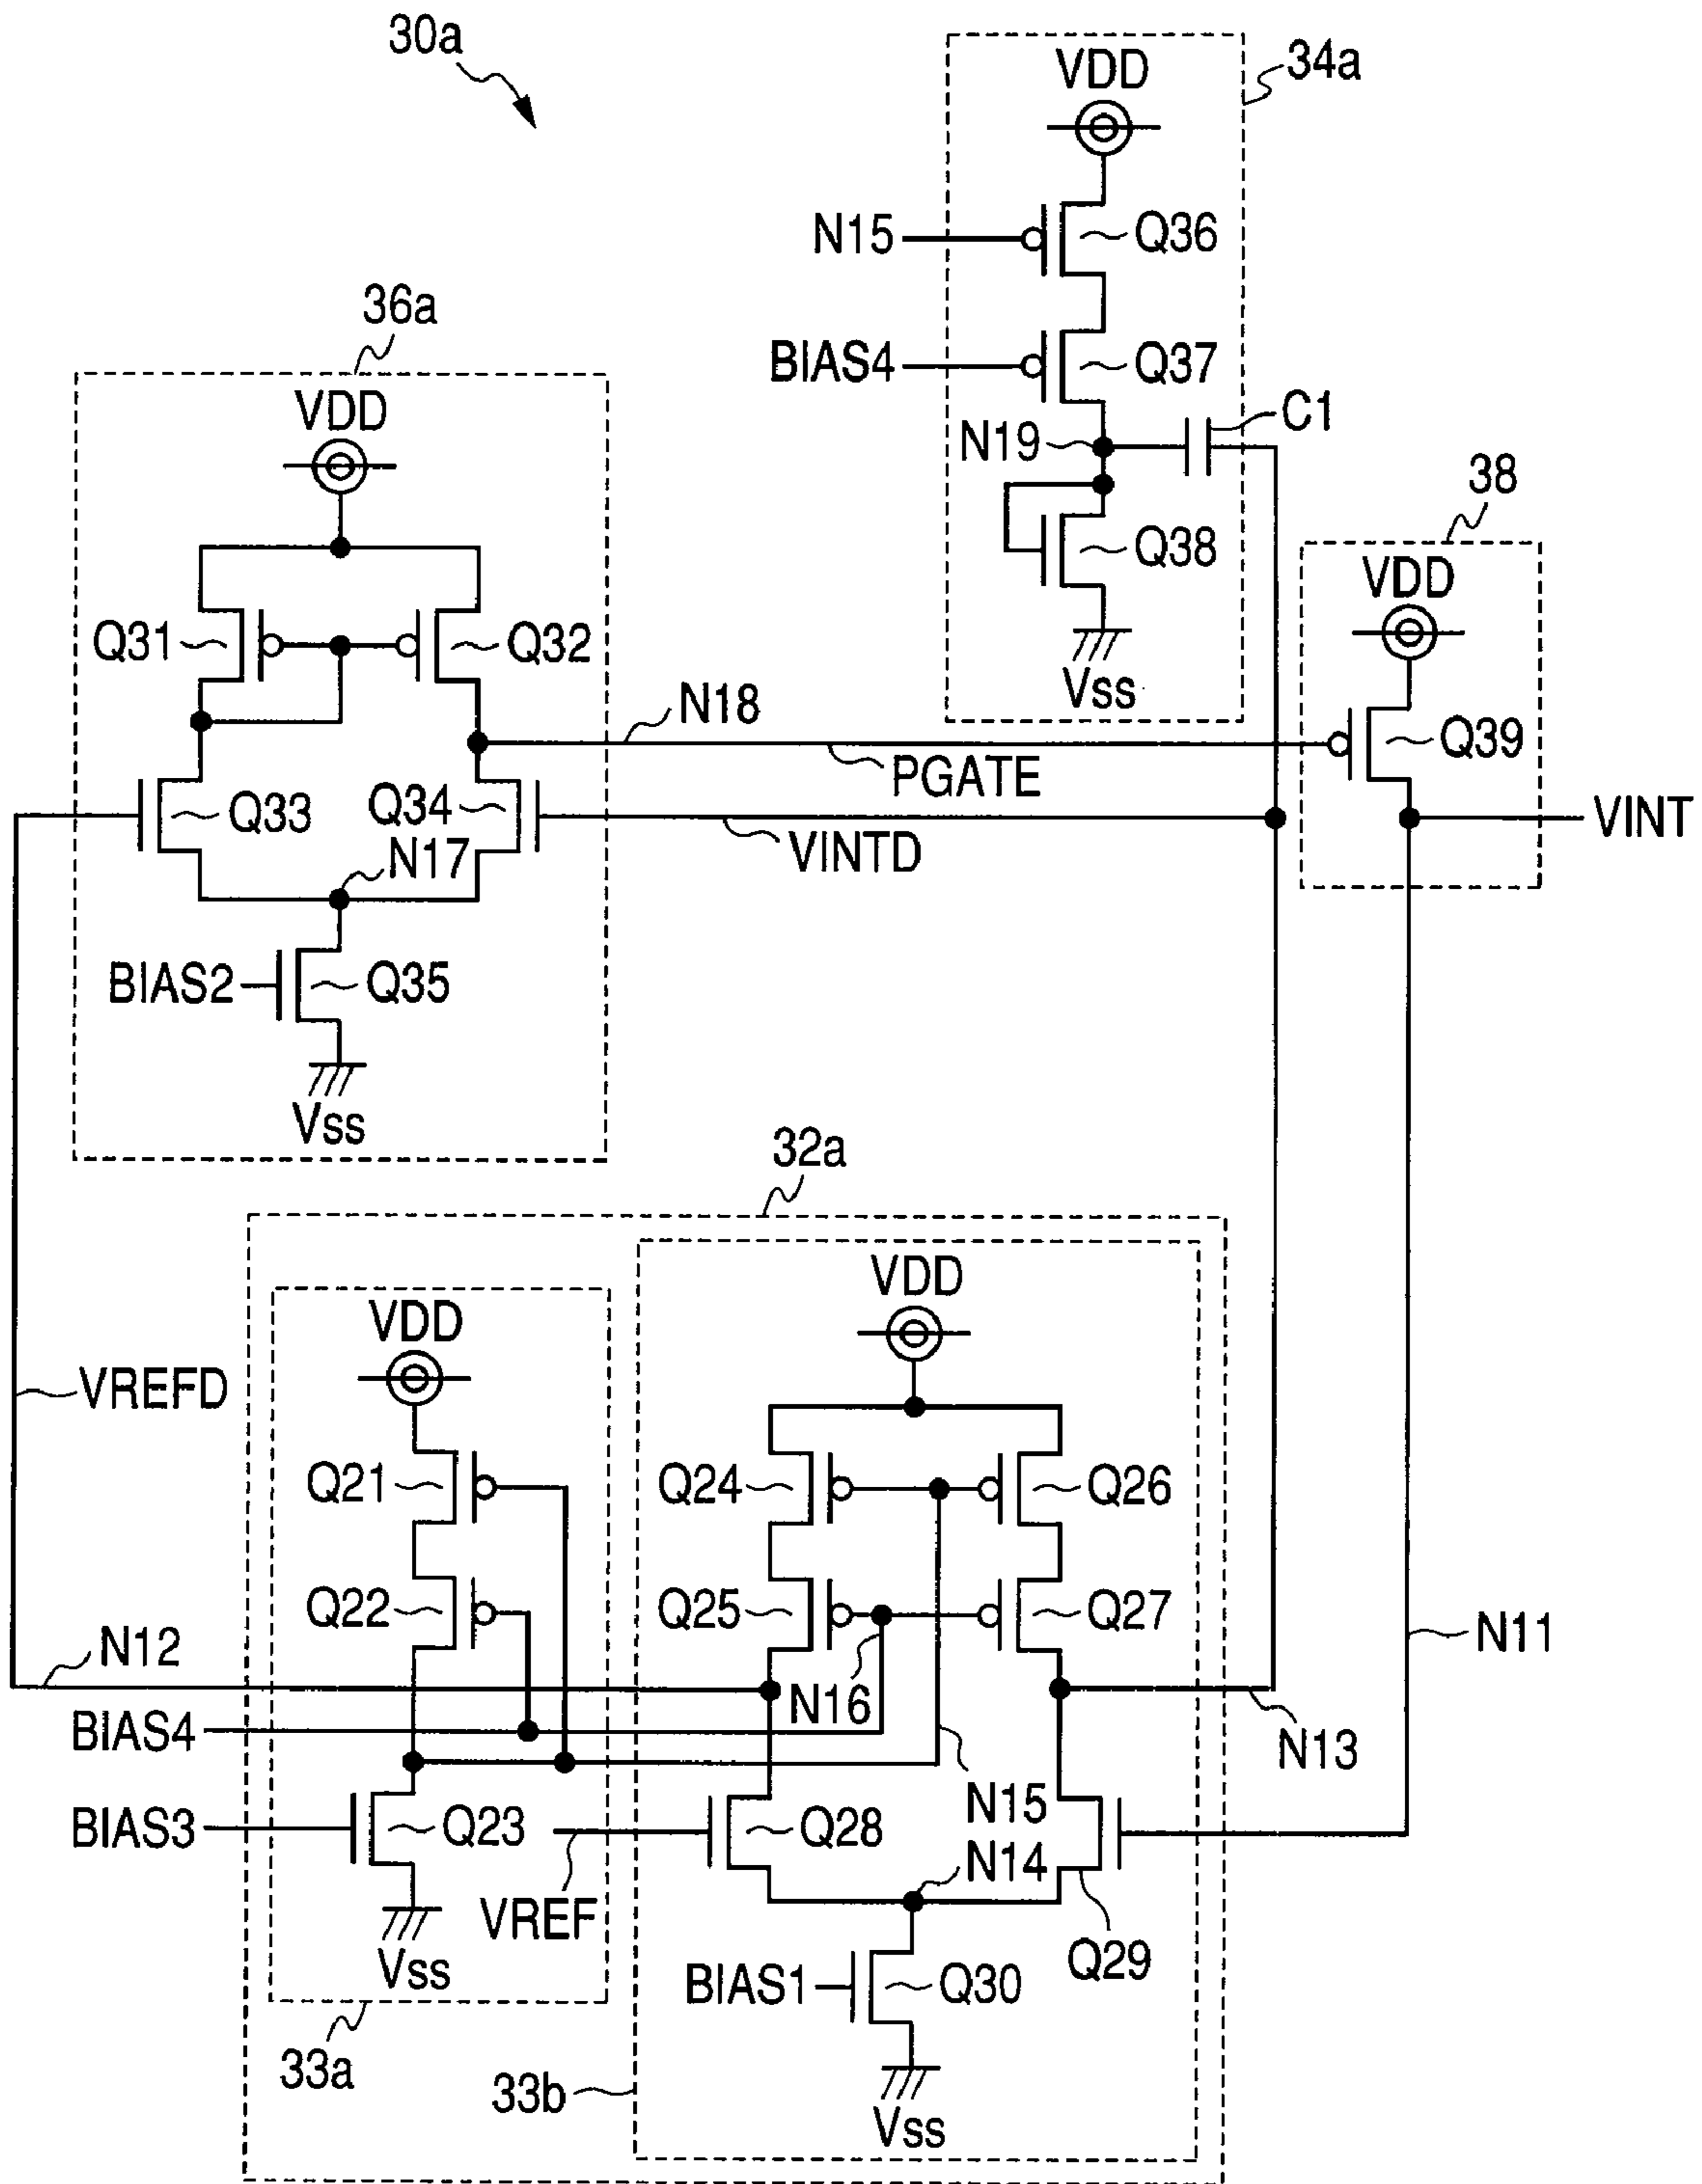 30a
34a
VDD
N15
Q36
36a
BIAS4
Q37
VDD
C1
N19
38
Q38
VDD
Q31
Q32
Vss
N18
Q39
PGATE
Q33
Q34
VINT
N17
VINTD
BIAS2
Q35
Vss
32a
VDD
VDD
VREFD
Q21
Q24
Q26
Q22
Q25
Q27
N12
N11
N16
BIAS4
N13
N15
BIAS3
Q23
Q28
N14
VREF
Q29
Vss
BIAS1
Q30
33a
33b
Vss